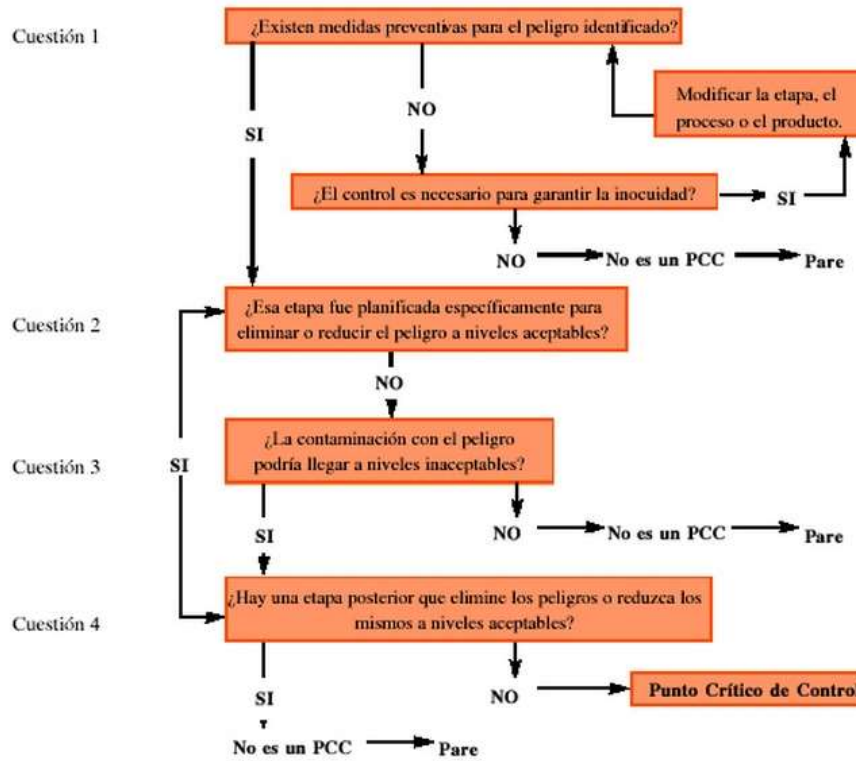 Cuestión 1
¿Existen medidas preventivas para el peligro identificado?
Modificar la etapa, el
proceso o el producto.
SI
NO
¿El control es necesario para garantir la inocuidad?
SI
NO
No es un PCC
Pare
Cuestión 2
¿Esa etapa fue planificada específicamente para
eliminar o reducir el peligro a niveles aceptables?
NO
Cuestión 3
¿La contaminación con el peligro
podría llegar a niveles inaceptables?
SI
SI
NO
No es un PCC
Pare
Cuestión 4
¿Hay una etapa posterior que elimine los peligros o reduzca los
mismos a niveles aceptables?
SI
NO
Punto Crítico de Control
No es un PCC
Pare